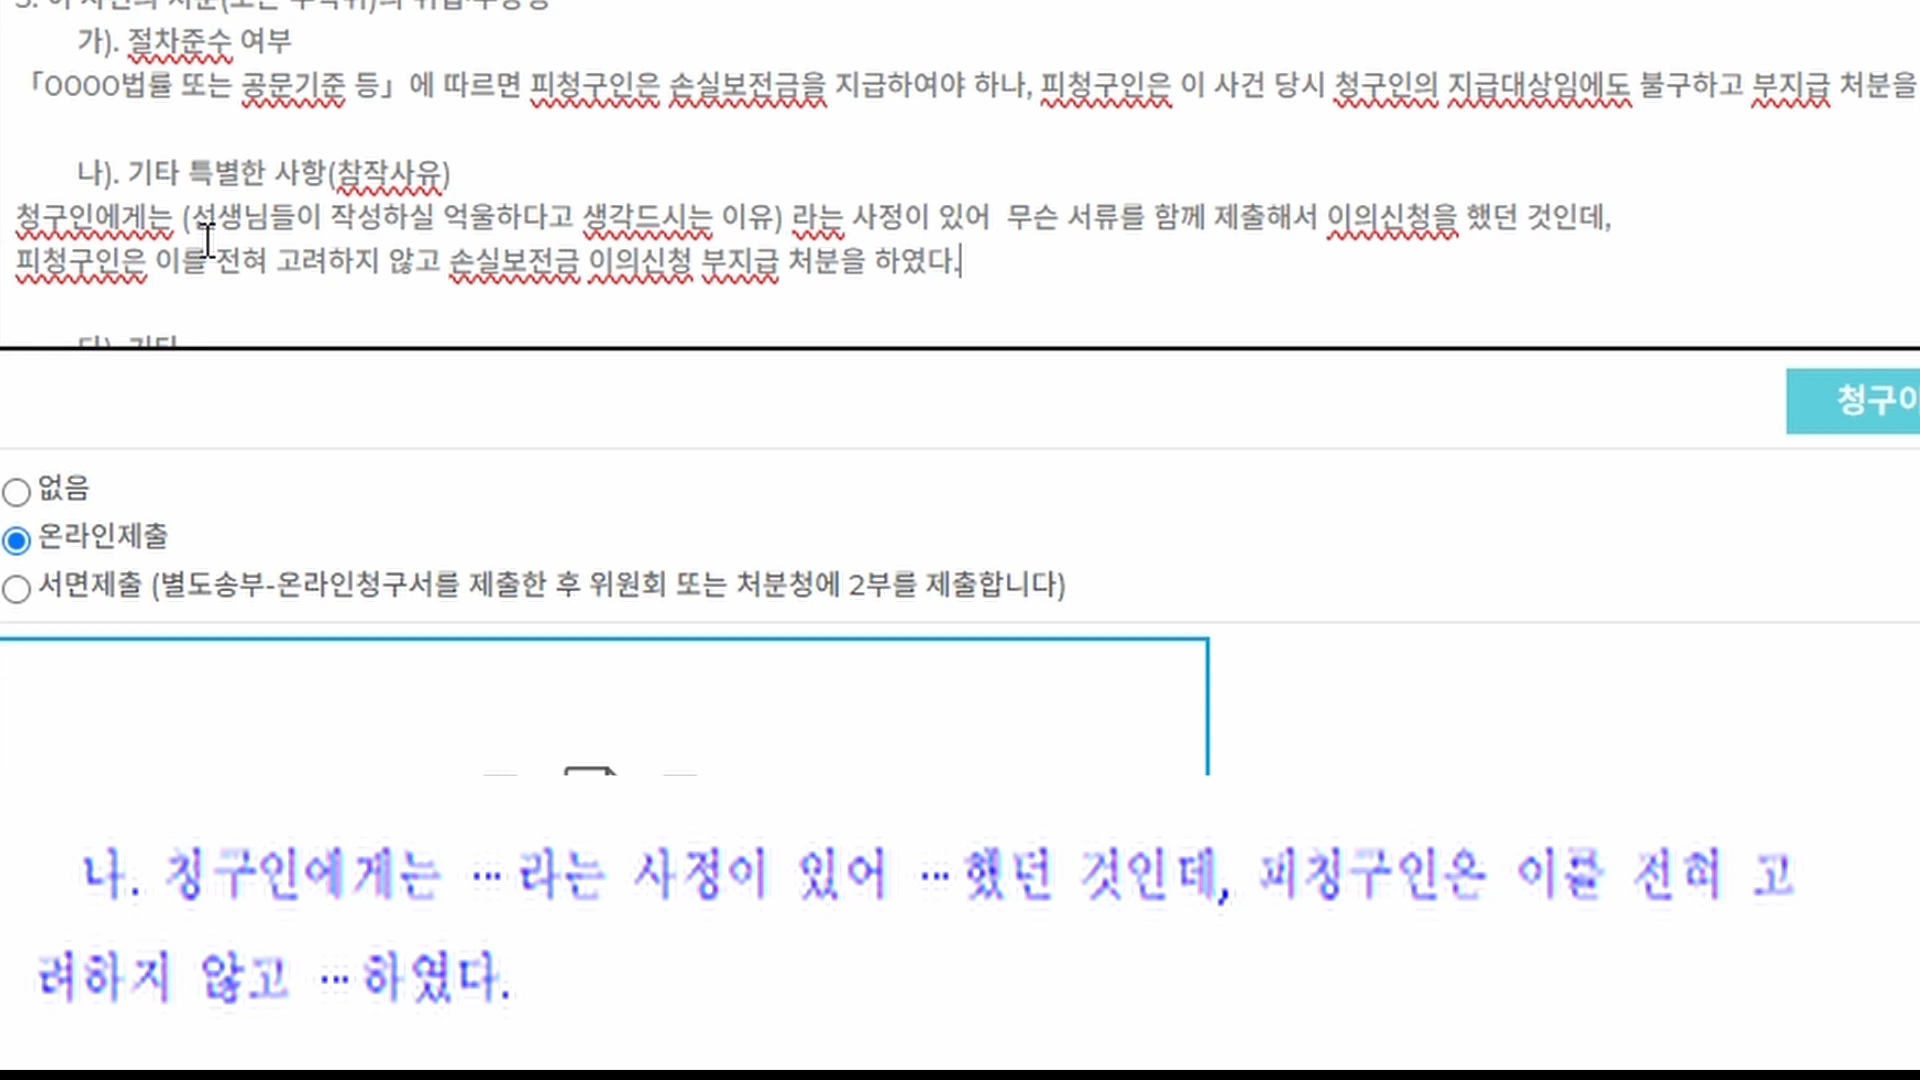 가). 절차준수 여부
「OOOO법률 또는 공문기준 등」에 따르면 피청구인은 손실보전금을 지급하여야 하나, 피청구인은 이 사건 당시 청구인의 지급대상임에도 불구하고 부지급 처분을
나). 기타 특별한 사항(참작사유)
청구인에게는 (선생님들이 작성하실 억울하다고 생각드시는 이유) 라는 사정이 있어  무슨 서류를 함께 제출해서 이의신청을 했던 것인데,
피청구인은 이를 전혀 고려하지 않고 손실보전금 이의신청 부지급 처분을 하였다.
다). 기타
청구이
없음
온라인제출
서면제출 (별도송부-온라인청구서를 제출한 후 위원회 또는 처분청에 2부를 제출합니다)
나. 청구인에게는 … 라는 사정이 있어 … 했던 것인데, 피청구인은 이를 전혀 고
려하지 않고 … 하였다.